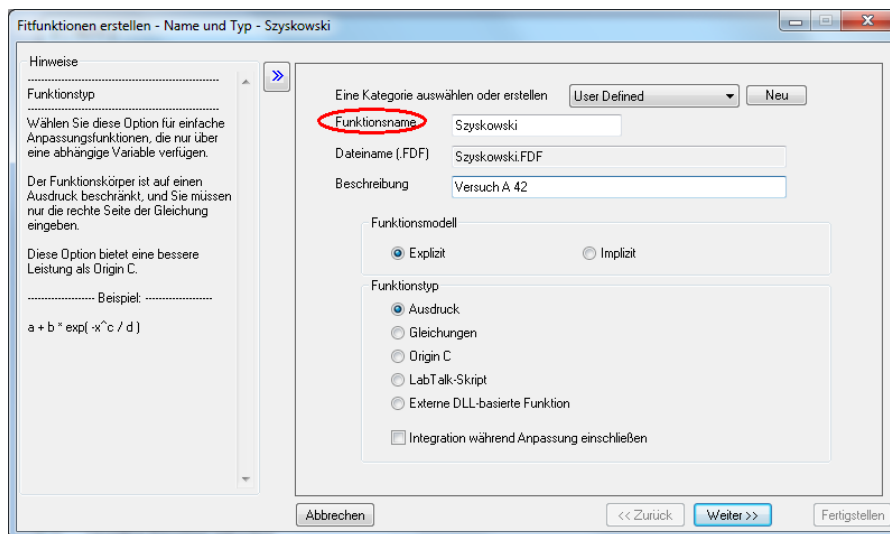 Fitfunktionen erstellen - Name und Typ - Szyskowski
Hinweise
Funktionstyp
Wählen Sie diese Option für einfache
Anpassungsfunktionen, die nur über
eine abhängige Variable verfügen.
Der Funktionskörper ist auf einen
Ausdruck beschränkt, und Sie müssen
nur die rechte Seite der Gleichung
eingeben.
Diese Option bietet eine bessere
Leistung als Origin C.
-------------------- Beispiel: --------------------
a + b * exp( -x^c / d )
Eine Kategorie auswählen oder erstellen User Defined Neu
Funktionsname Szyskowski
Dateiname (.FDF) Szyskowski.FDF
Beschreibung Versuch A 42
Funktionsmodell
Explizit Implizit
Funktionstyp
Ausdruck
Gleichungen
Origin C
LabTalk-Skript
Externe DLL-basierte Funktion
Integration während Anpassung einschließen
Abbrechen << Zurück Weiter >> Fertigstellen